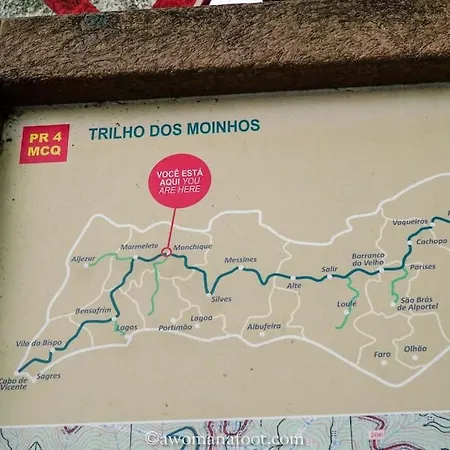 PR 4
MCQ
TRILHO DOS MOINHOS
VOCÊ ESTÁ
AQUI YOU
ARE HERE
Vaqueiros
Cachopo
Marmelete
Monchique
Aljezur
Messines
Barranco
do Velho
Parises
Salir
Alte
Silves
Bensafrim
Lagos
Portimão
Lagoa
Albufeira
Loulé
São Brás
de Alportel
Vila do Bispo
Faro
Olhão
Cabo de
Vicente
Sagres
©awomanafoot.com